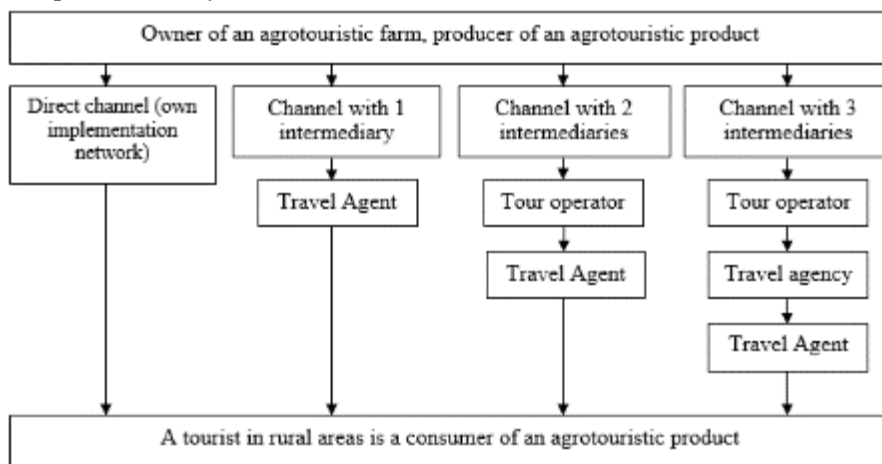 Owner of an agrotouristic farm, producer of an agrotouristic product
Direct channel (own
implementation
network)
Channel with 1
intermediary
Channel with 2
intermediaries
Channel with 3
intermediaries
Travel Agent
Tour operator
Tour operator
Travel Agent
Travel agency
Travel Agent
A tourist in rural areas is a consumer of an agrotouristic product